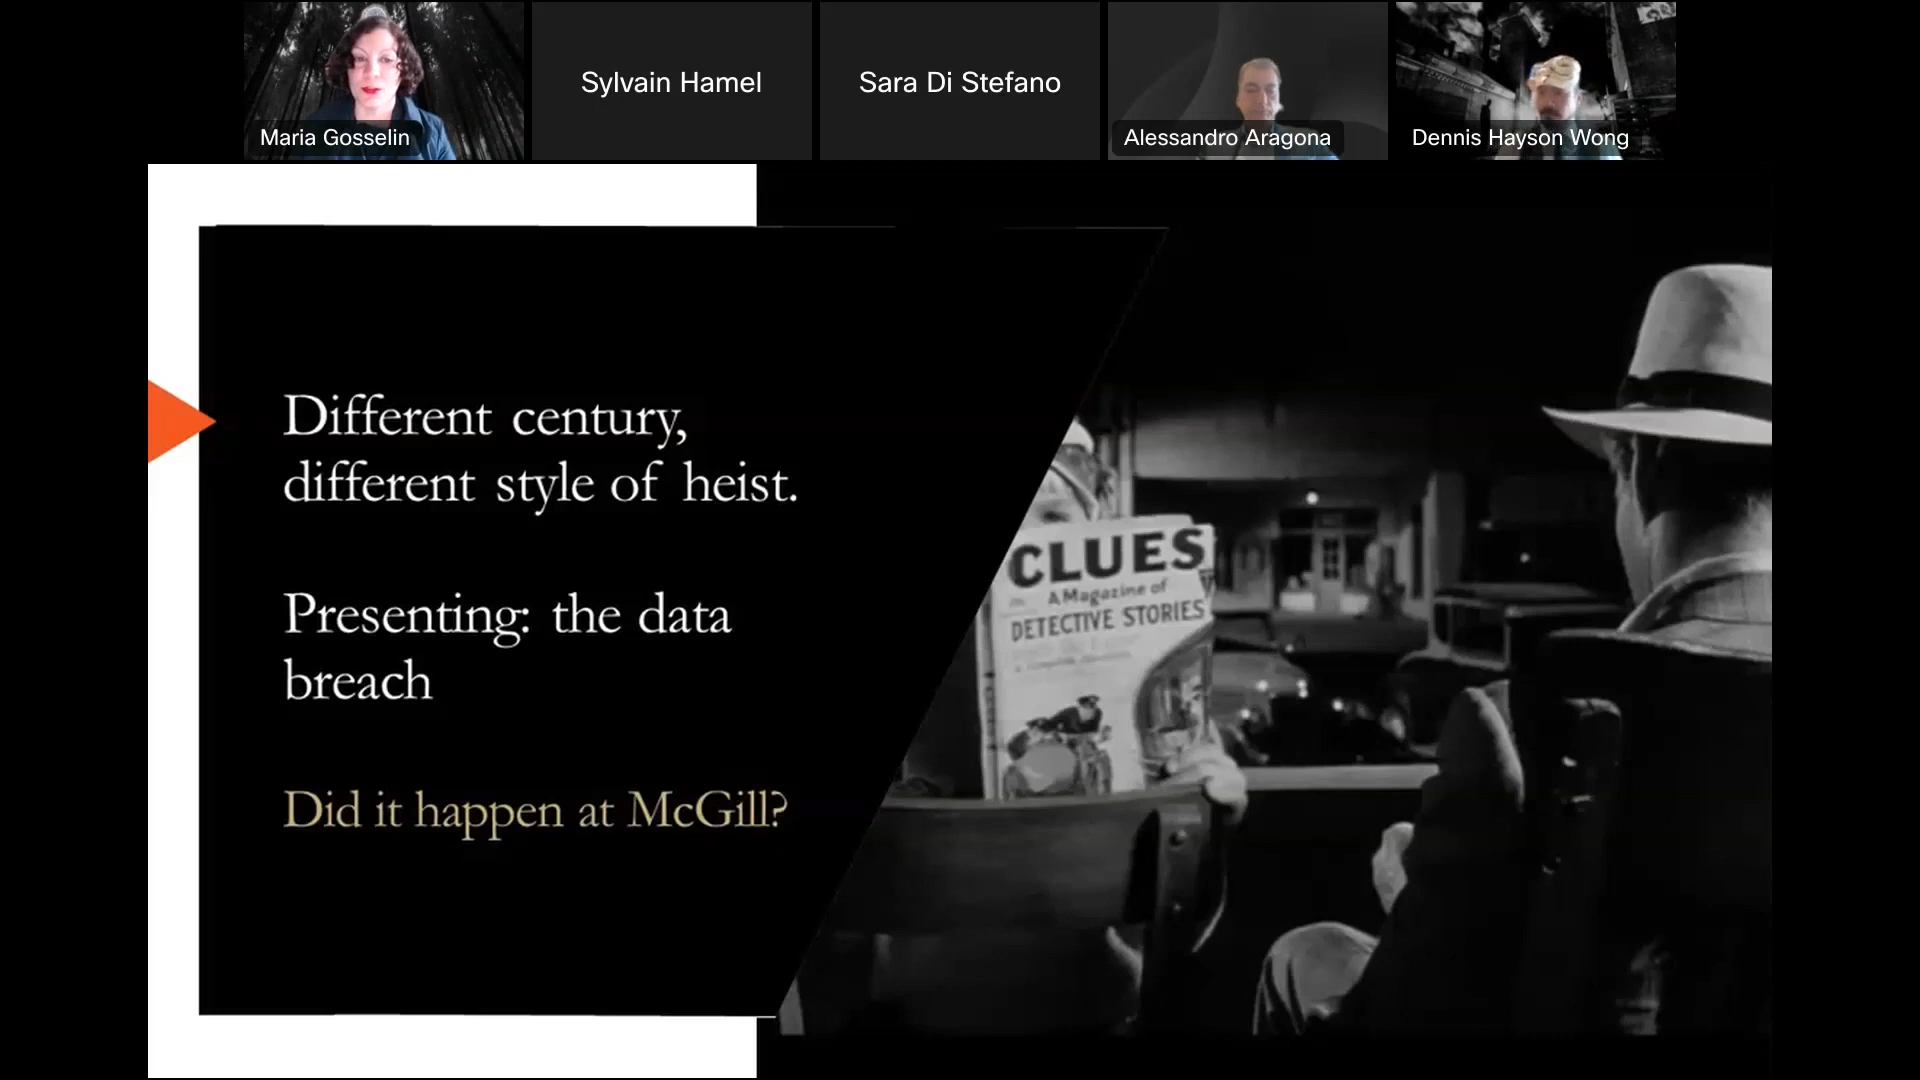 Sylvain Hamel
Sara Di Stefano
Maria Gosselin
Alessandro Aragona
Dennis Hayson Wong
Different century,
different style of heist.
Presenting: the data
breach
Did it happen at McGill?
CLUES
A Magazine of
DETECTIVE STORIES